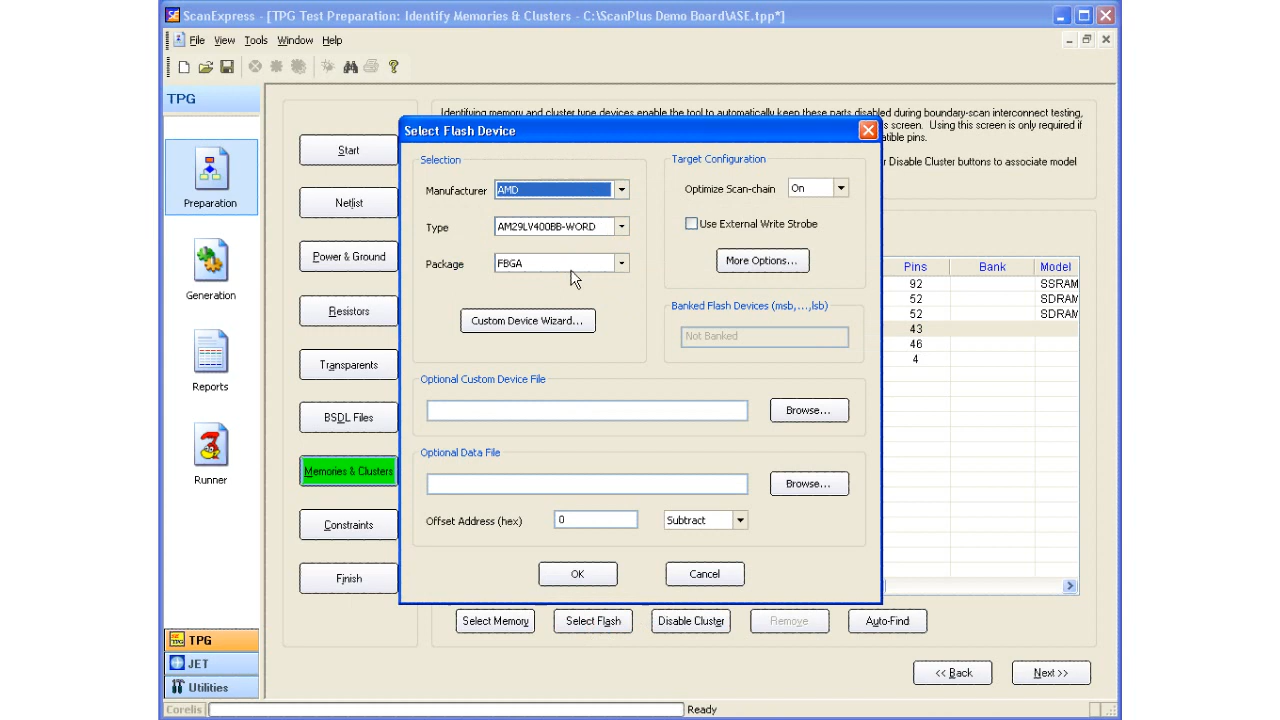 ScanExpress - [TPG Test Preparation: Identify Memories & Clusters - C:\ScanPlus Demo Board\ASE.tpp*]
File View Tools Window Help
TPG
Preparation
Generation
Reports
Runner
TPG
JET
Utilities
Start
Netlist
Power & Ground
Resistors
Transparents
BSDL Files
Memories & Clusters
Constraints
Finish
Identifying memory and cluster type devices enable the tool to automatically keep these parts disabled during boundary-scan interconnect testing,
s screen. Using this screen is only required if
atible pins.
r Disable Cluster buttons to associate model
Select Flash Device
Selection
Manufacturer AMD
Type AM29LV400BB-WORD
Package FBGA
Custom Device Wizard...
Target Configuration
Optimize Scan-chain On
Use External Write Strobe
More Options...
Banked Flash Devices (msb,...,lsb)
Not Banked
Optional Custom Device File
Browse...
Optional Data File
Browse...
Offset Address (hex) 0 Subtract
OK Cancel
Pins Bank Model
92 SSRAM
52 SDRAM
52 SDRAM
43
46
4
Select Memory Select Flash Disable Cluster Remove Auto-Find
<< Back Next >>
Corelis Ready